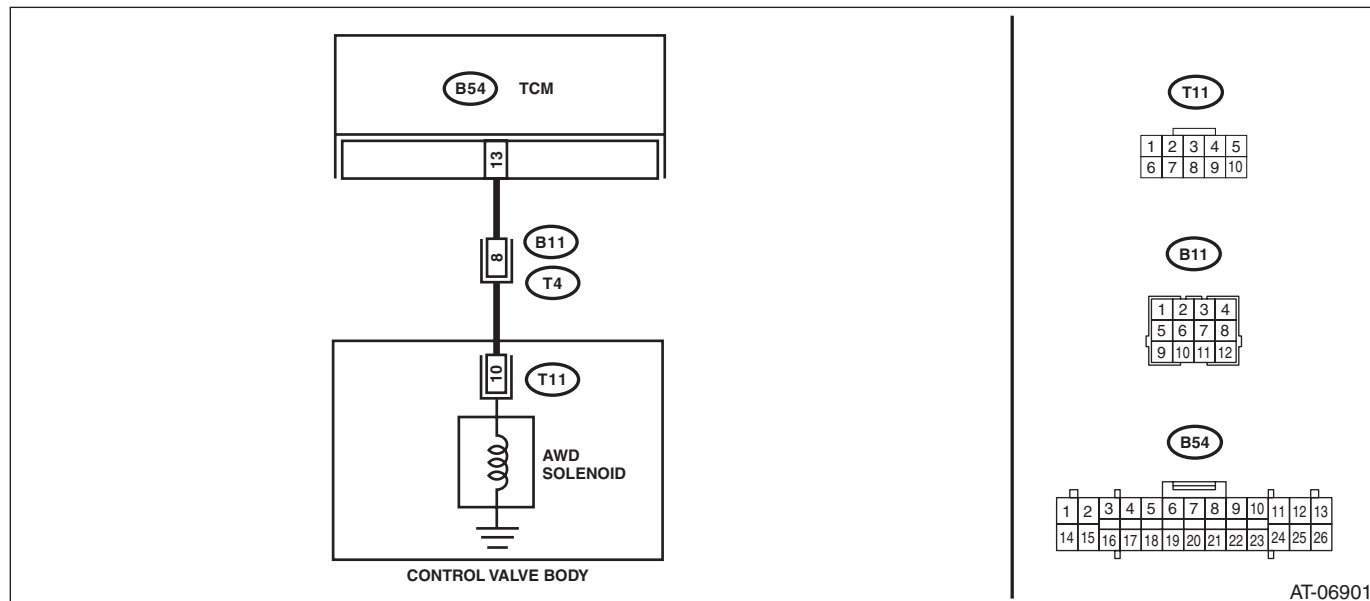 B54 TCM
13
8
B11
T4
10
T11
AWD
SOLENOID
CONTROL VALVE BODY
T11
1 2 3 4 5
6 7 8 9 10
B11
1 2 3 4
5 6 7 8
9 10 11 12
B54
1 2 3 4 5 6 7 8 9 10 11 12 13
14 15 16 17 18 19 20 21 22 23 24 25 26
AT-06901